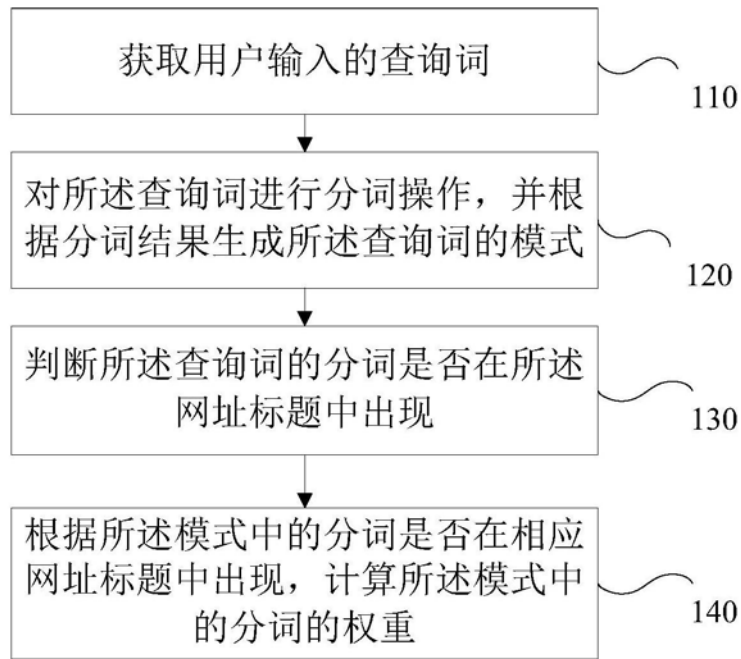 获取用户输入的查询词
110
对所述查询词进行分词操作，并根
据分词结果生成所述查询词的模式
120
判断所述查询词的分词是否在所述
网址标题中出现
130
根据所述模式中的分词是否在相应
网址标题中出现，计算所述模式中
的分词的权重
140